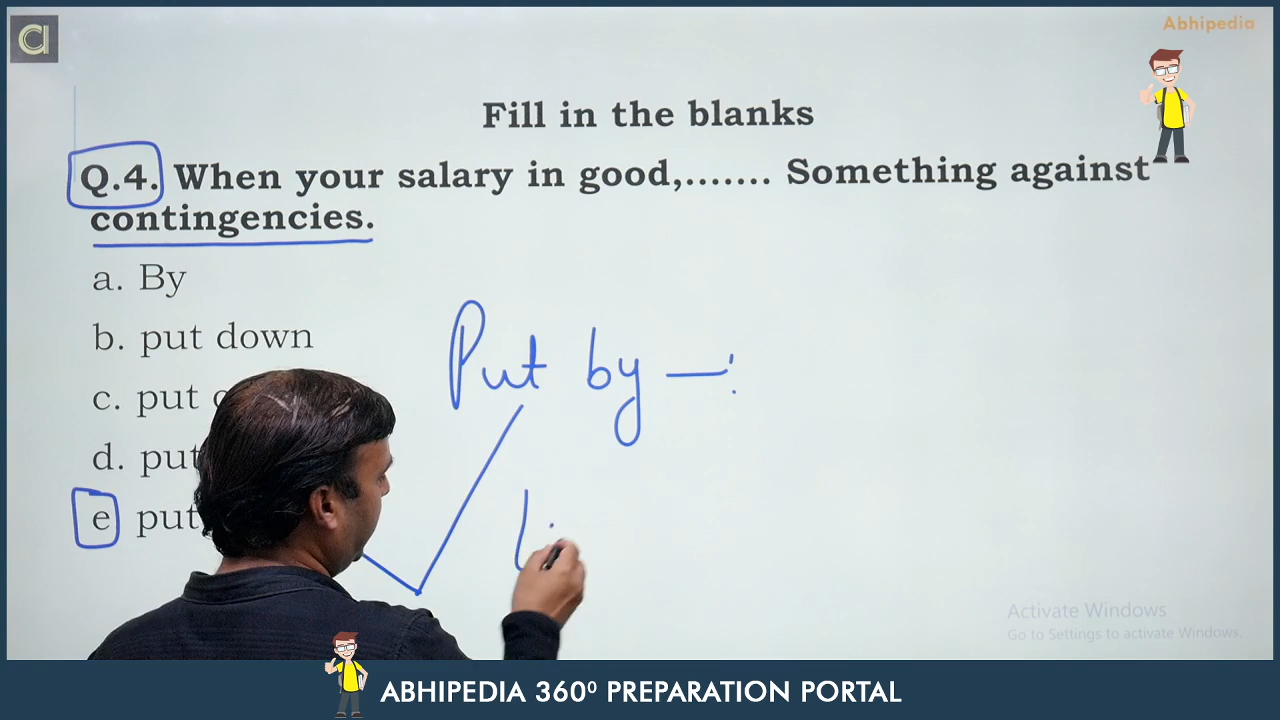 Abhipedia
Fill in the blanks
Q.4. When your salary in good,....... Something against
contingencies.
a. By
b. put down
Put by —:
c. put
d. put
e put
Activate Windows
Go to Settings to activate Windows.
ABHIPEDIA 360⁰ PREPARATION PORTAL